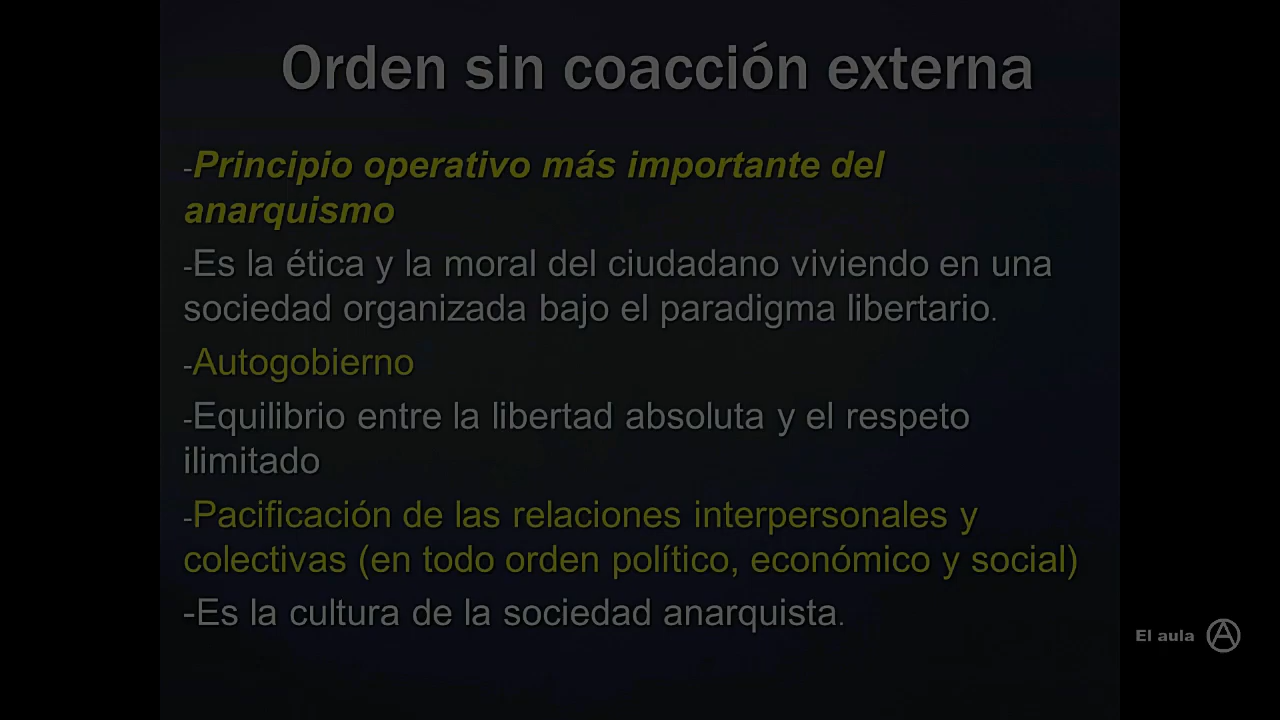 Orden sin coacción externa
-Principio operativo más importante del
anarquismo
-Es la ética y la moral del ciudadano viviendo en una
sociedad organizada bajo el paradigma libertario.
-Autogobierno
-Equilibrio entre la libertad absoluta y el respeto
ilimitado
-Pacificación de las relaciones interpersonales y
colectivas (en todo orden político, económico y social)
-Es la cultura de la sociedad anarquista.
El aula